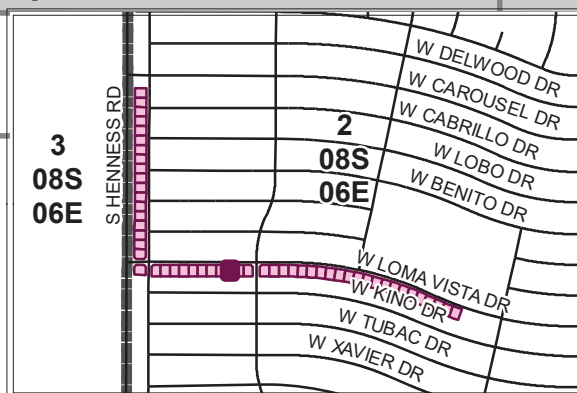 3
08S
06E
S HENNESS RD
2
08S
06E
W DELWOOD DR
W CAROUSEL DR
W CABRILLO DR
W LOBO DR
W BENITO DR
W LOMA VISTA DR
W KINO DR
W TUBAC DR
W XAVIER DR